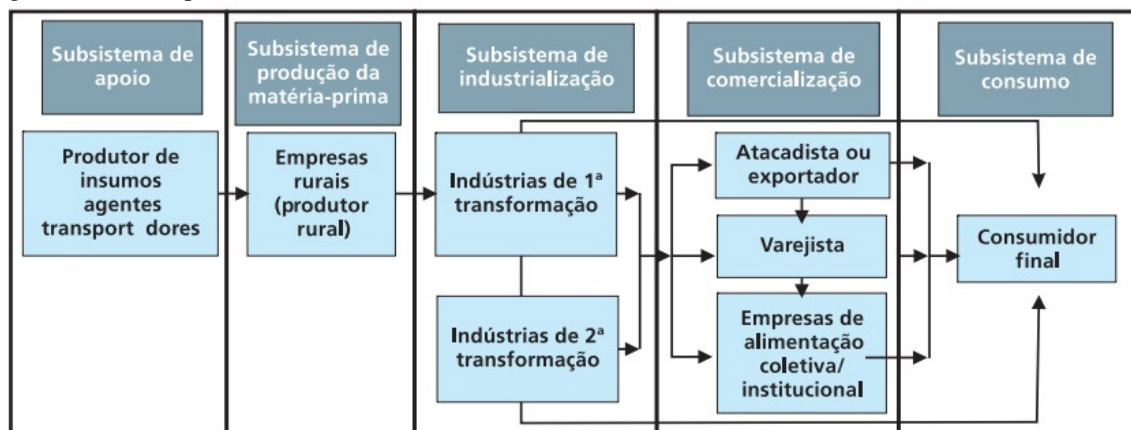 Subsistema de
apoio
Subsistema de
produção da
matéria-prima
Subsistema de
industrialização
Subsistema de
comercialização
Subsistema de
consumo
Produtor de
insumos
agentes
transport dores
Empresas
rurais
(produtor
rural)
Indústrias de 1ª
transformação
Indústrias de 2ª
transformação
Atacadista ou
exportador
Varejista
Empresas de
alimentação
coletiva/
institucional
Consumidor
final